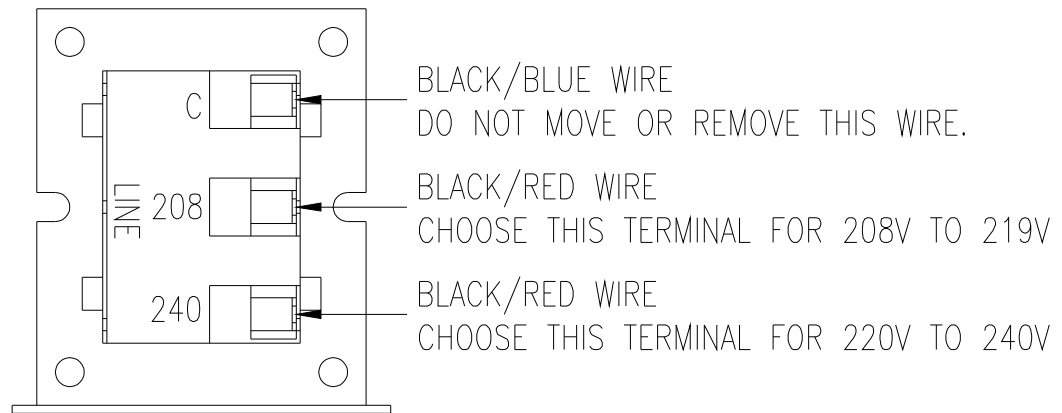 C
BLACK/BLUE WIRE
DO NOT MOVE OR REMOVE THIS WIRE.
LINE
208
BLACK/RED WIRE
CHOOSE THIS TERMINAL FOR 208V TO 219V
240
BLACK/RED WIRE
CHOOSE THIS TERMINAL FOR 220V TO 240V